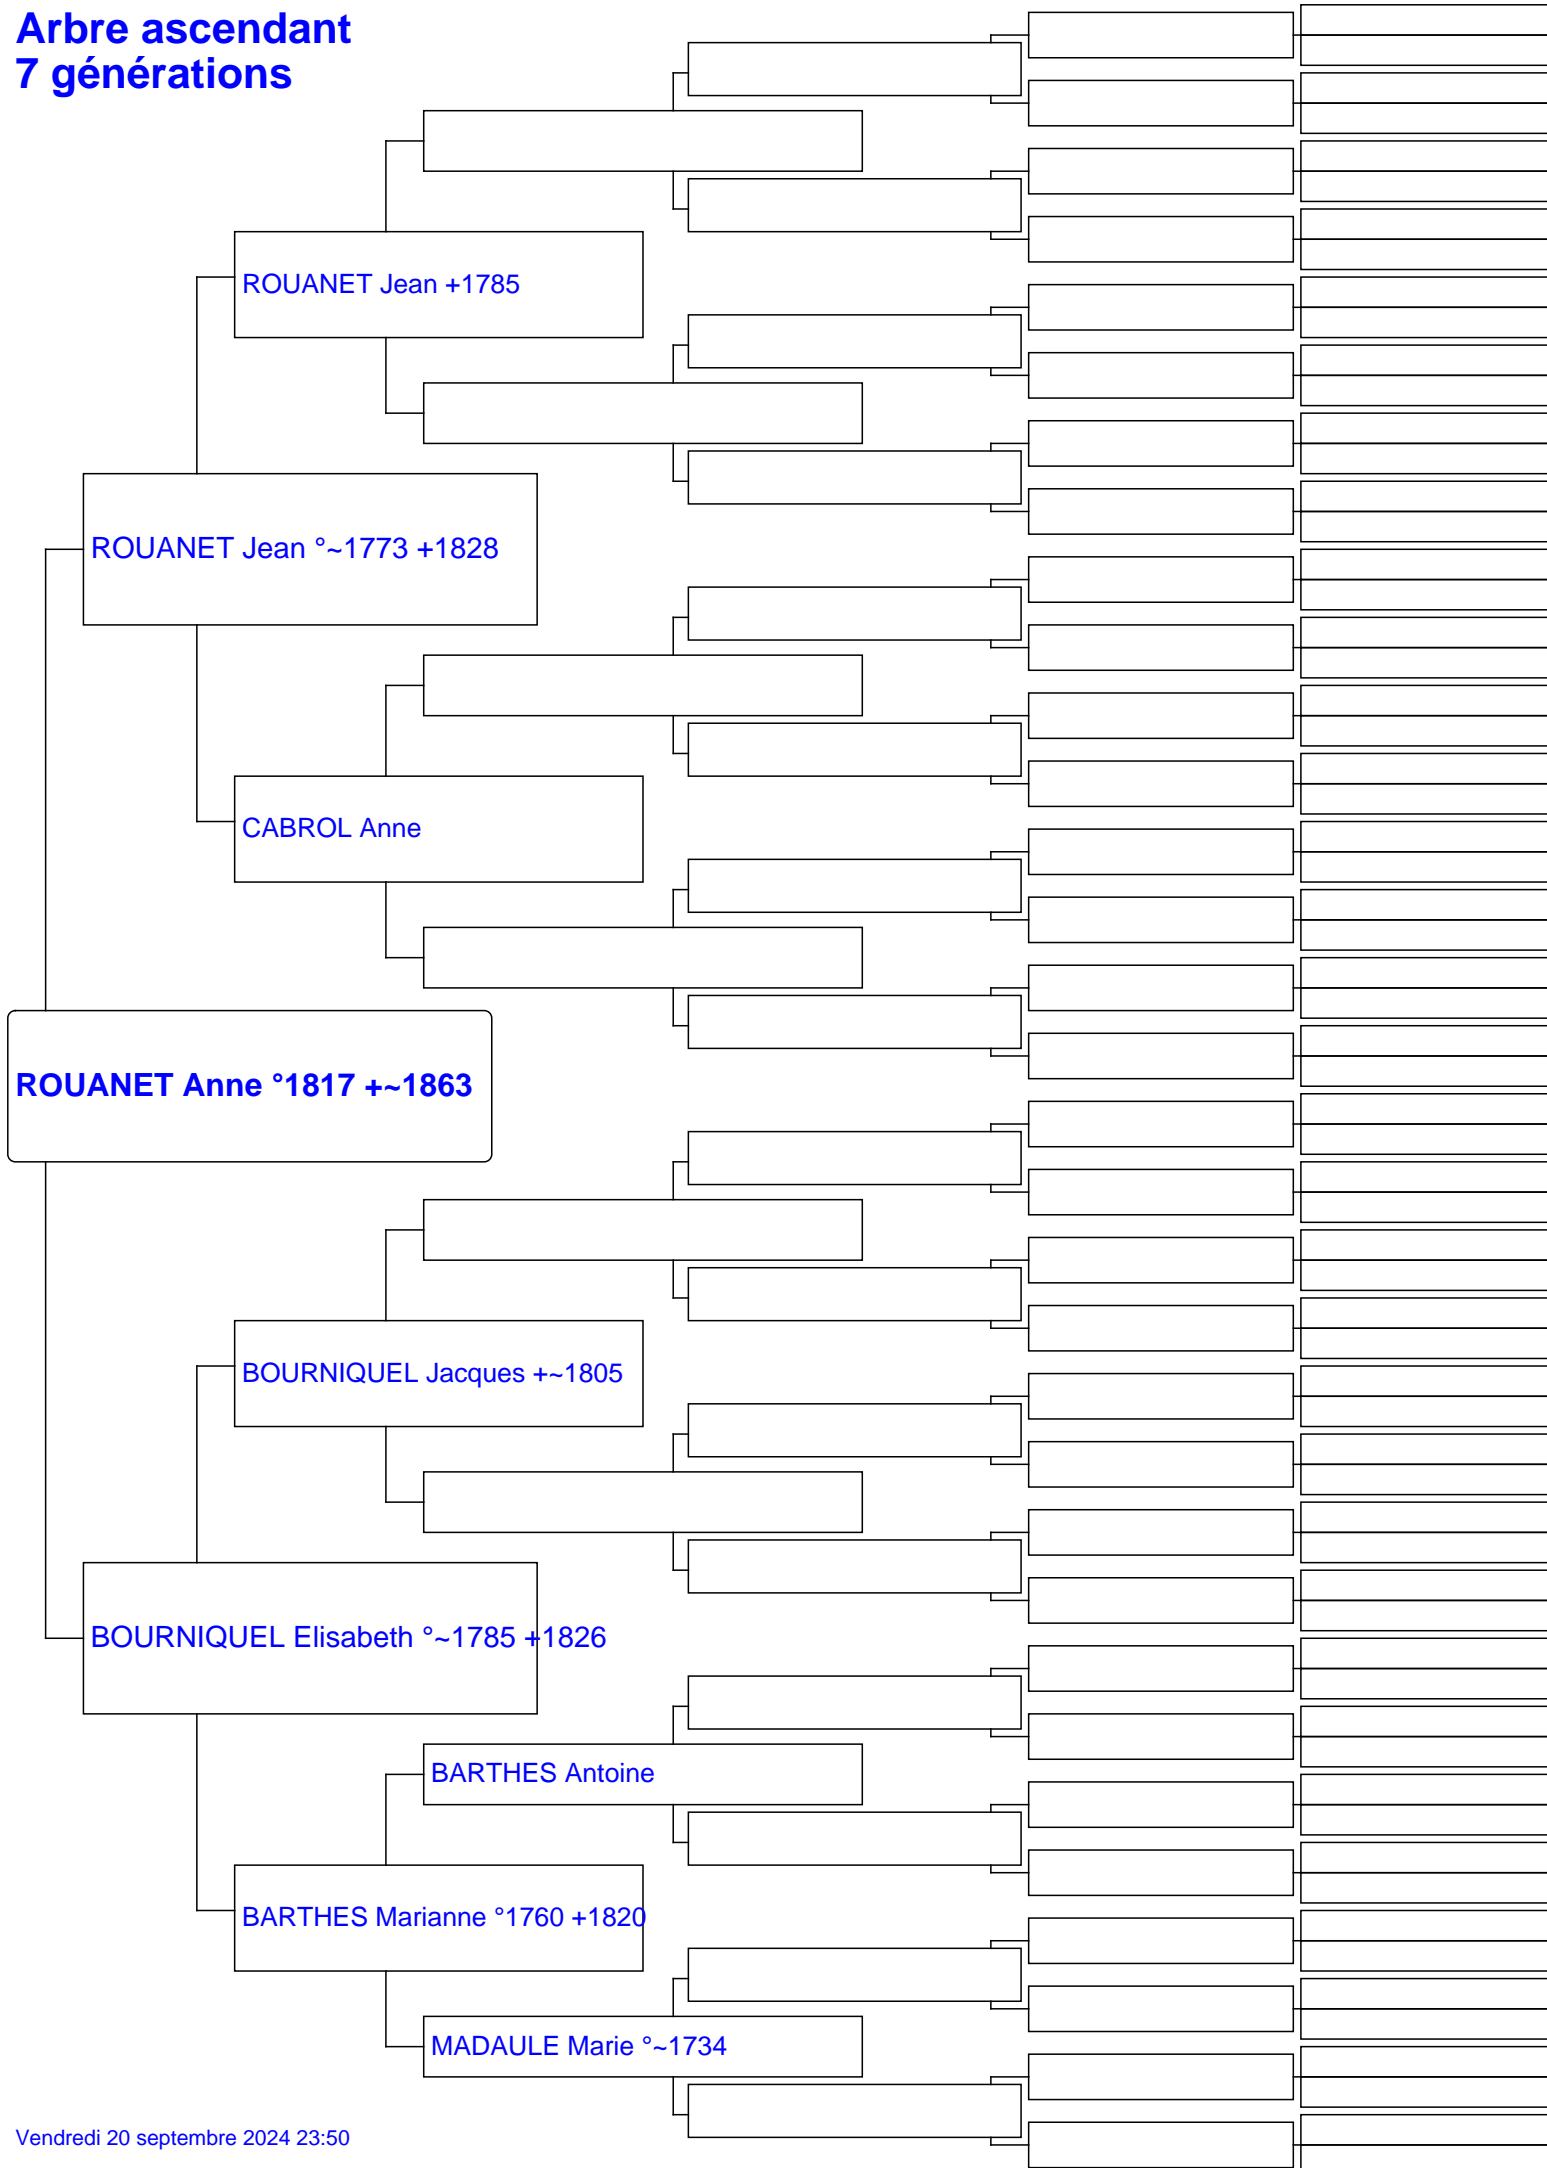 Arbre ascendant
7 générations
ROUANET Jean +1785
ROUANET Jean °~1773 +1828
CABROL Anne
ROUANET Anne °1817 +~1863
BOURNIQUEL Jacques +~1805
BOURNIQUEL Elisabeth °~1785 +1826
BARTHES Antoine
BARTHES Marianne °1760 +1820
MADAULE Marie °~1734
Vendredi 20 septembre 2024 23:50